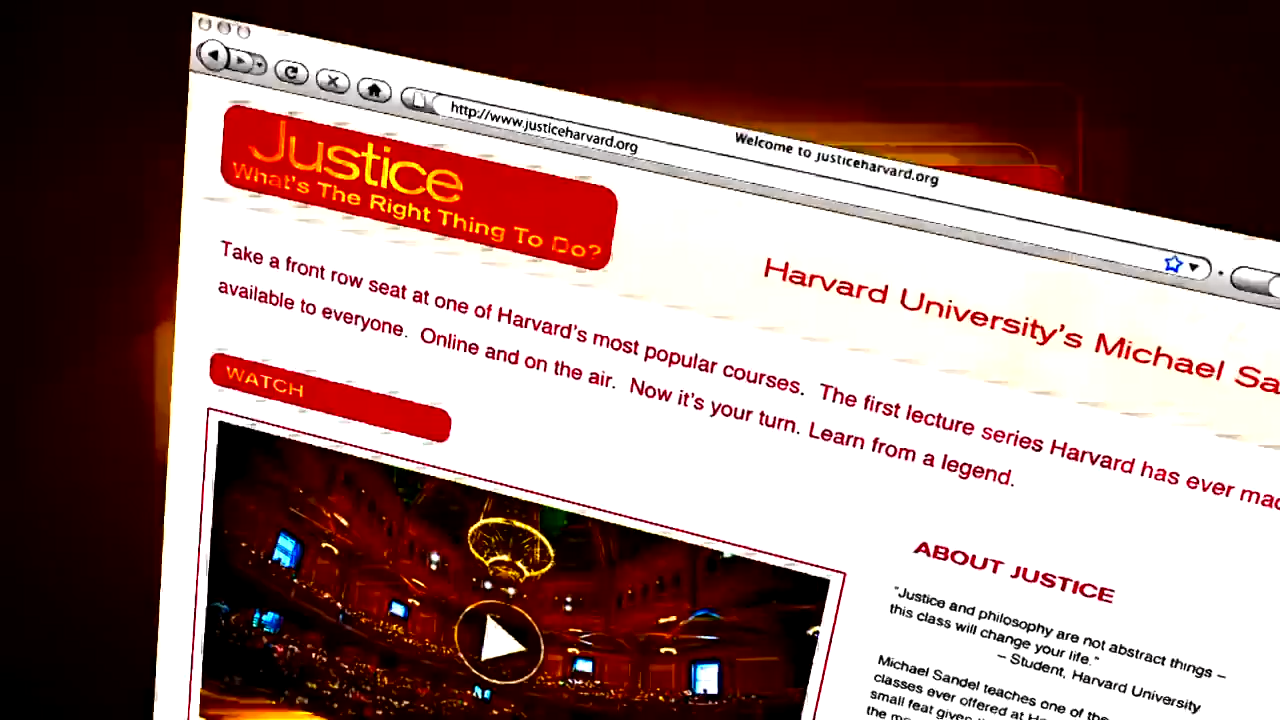 Welcome to justiceharvard.org
http://www.justiceharvard.org
Justice
What's The Right Thing To Do?
Harvard University's Michael
Take a front row seat at one of Harvard's most popular courses. The first lecture series Harvard has ever
available to everyone. Online and on the air. Now it's your turn. Learn from a legend.
WATCH
ABOUT JUSTICE
"Justice and philosophy are not abstract things –
this class will change your life."
– Student, Harvard University
Michael Sandel teaches one of the
classes ever offered at
small feat given
the